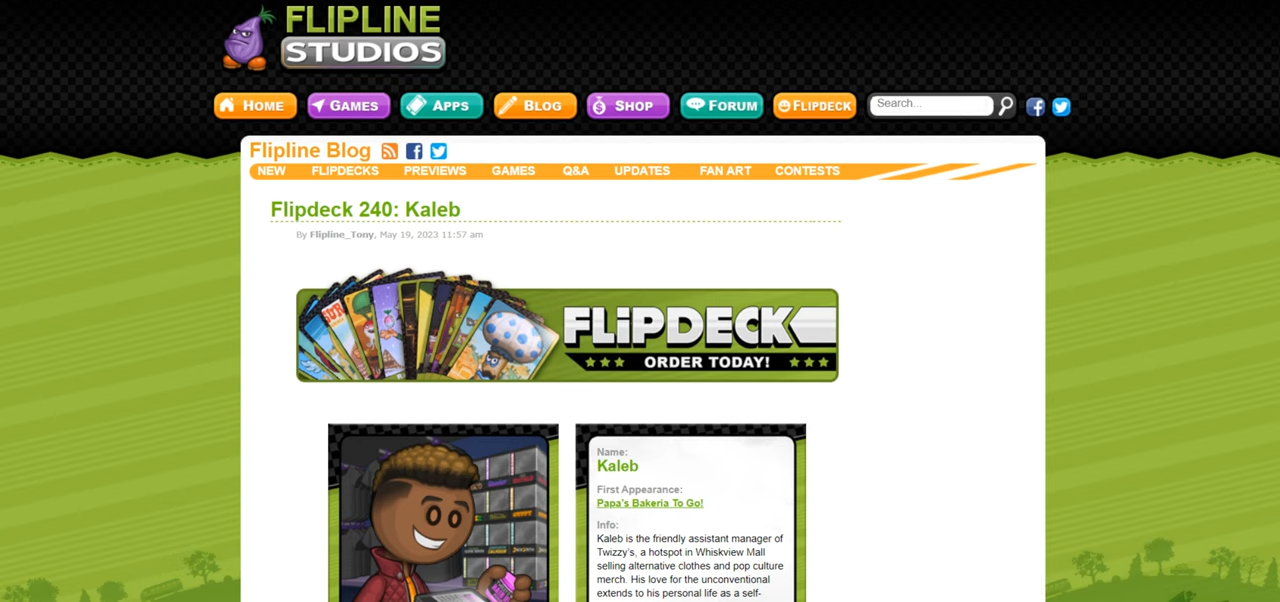 FLIPLINE
STUDIOS
HOME GAMES APPS BLOG SHOP FORUM FLIPDECK Search...
Flipline Blog
NEW FLIPDECKS PREVIEWS GAMES Q&A UPDATES FAN ART CONTESTS
Flipdeck 240: Kaleb
By Flipline_Tony, May 19, 2023 11:57 am
FLiPDECK
ORDER TODAY!
Name:
Kaleb
First Appearance:
Papa's Bakeria To Go!
Info:
Kaleb is the friendly assistant manager of
Twizzy's, a hotspot in Whiskview Mall
selling alternative clothes and pop culture
merch. His love for the unconventional
extends to his personal life as a self-